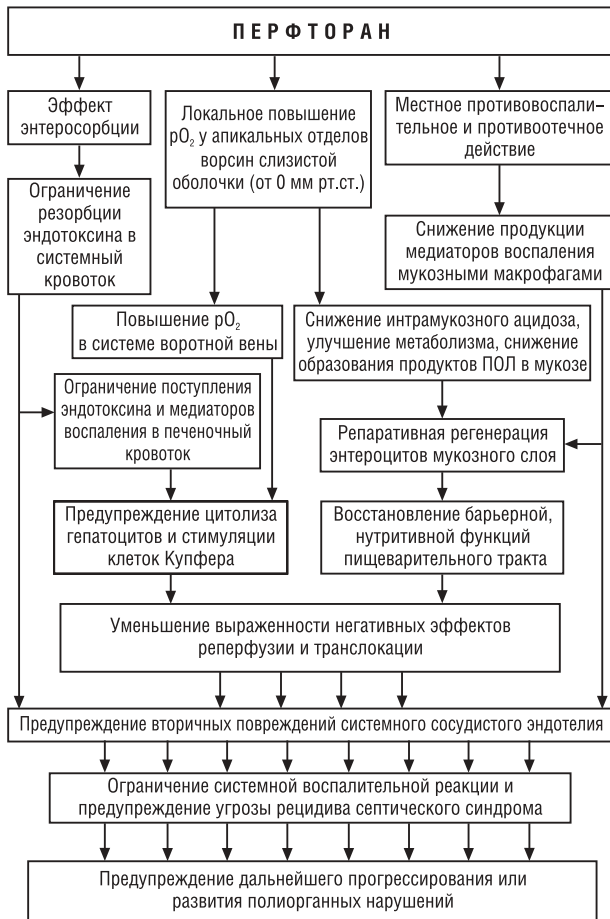 ПЕРФТОРАН
Эффект
энтеросорбции
Локальное повышение
pO₂ у апикальных отделов
ворсин слизистой
оболочки (от 0 мм рт.ст.)
Местное противовоспали-
тельное и противоотечное
действие
Ограничение
резорбции
эндотоксина в
системный
кровоток
Снижение продукции
медиаторов воспаления
мукозными макрофагами
Повышение pO₂
в системе воротной вены
Снижение интрамукозного ацидоза,
улучшение метаболизма, снижение
образования продуктов ПОЛ в мукозе
Ограничение поступления
эндотоксина и медиаторов
воспаления в печеночный
кровоток
Репаративная регенерация
энтероцитов мукозного слоя
Предупреждение цитолиза
гепатоцитов и стимуляции
клеток Купфера
Восстановление барьерной,
нутритивной функций
пищеварительного тракта
Уменьшение выраженности негативных эффектов
реперфузии и транслокации
Предупреждение вторичных повреждений системного сосудистого эндотелия
Ограничение системной воспалительной реакции и
предупреждение угрозы рецидива септического синдрома
Предупреждение дальнейшего прогрессирования или
развития полиорганных нарушений